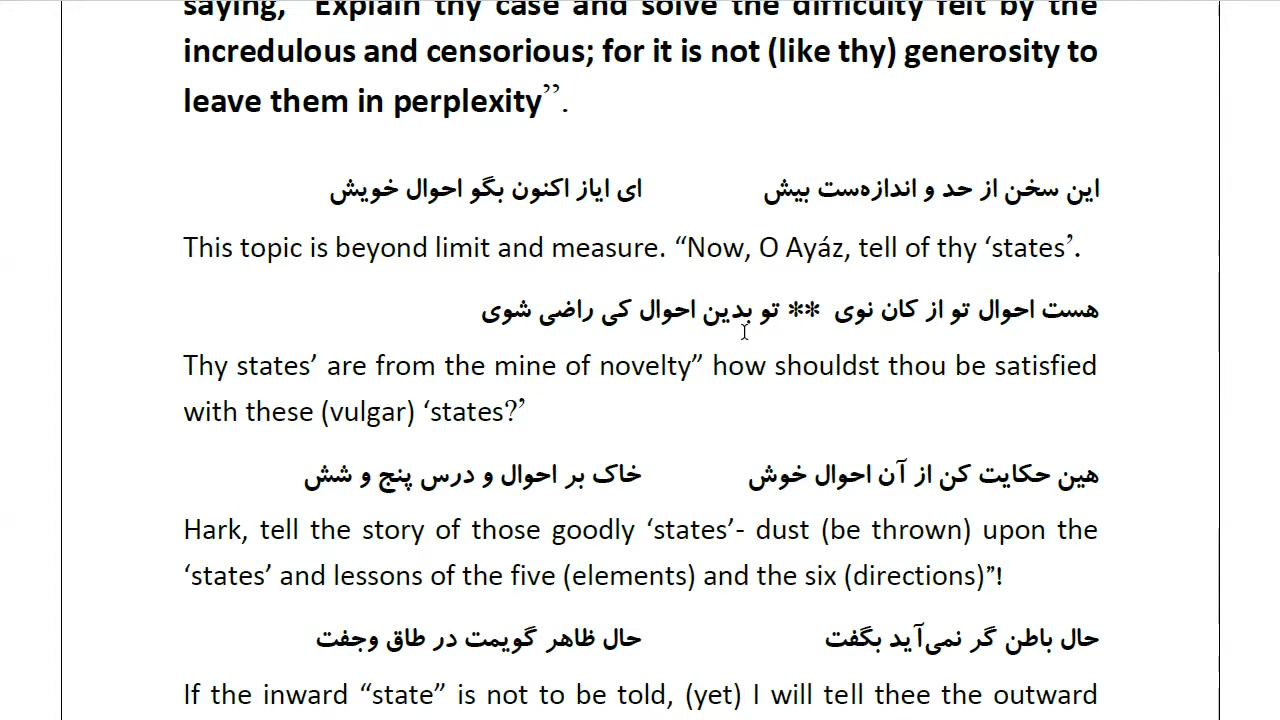 saying, "Explain thy case and solve the difficulty felt by the
incredulous and censorious; for it is not (like thy) generosity to
leave them in perplexity”.
این سخن از حد و اندازه‌ست بیش ای ایاز اکنون بگو احوال خویش
This topic is beyond limit and measure. “Now, O Ayáz, tell of thy ‘states’.
هست احوال تو از کان نوی ** تو بدین احوال کی راضی شوی
Thy states’ are from the mine of novelty” how shouldst thou be satisfied
with these (vulgar) ‘states?’
هین حکایت کن از آن احوال خوش خاک بر احوال و درس پنج و شش
Hark, tell the story of those goodly ‘states’- dust (be thrown) upon the
‘states’ and lessons of the five (elements) and the six (directions)”!
حال باطن گر نمی‌آید بگفت حال ظاهر گویمت در طاق وجفت
If the inward “state” is not to be told, (yet) I will tell thee the outward